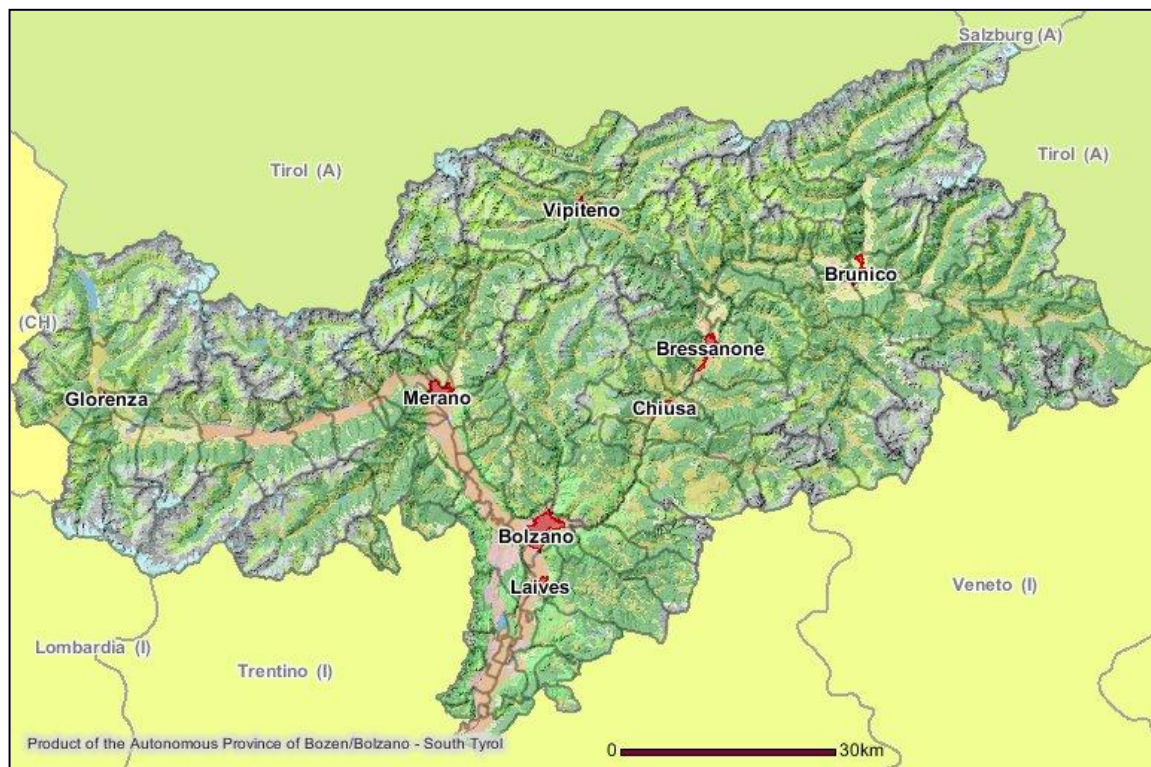 Salzburg (A)
Tirol (A)
Tirol (A)
Vipiteno
Brunico
(CH)
Bressanone
Glorenza
Merano
Chiusa
Bolzano
Laives
Veneto (I)
Lombardia (I)
Trentino (I)
Product of the Autonomous Province of Bozen/Bolzano - South Tyrol
0 30km